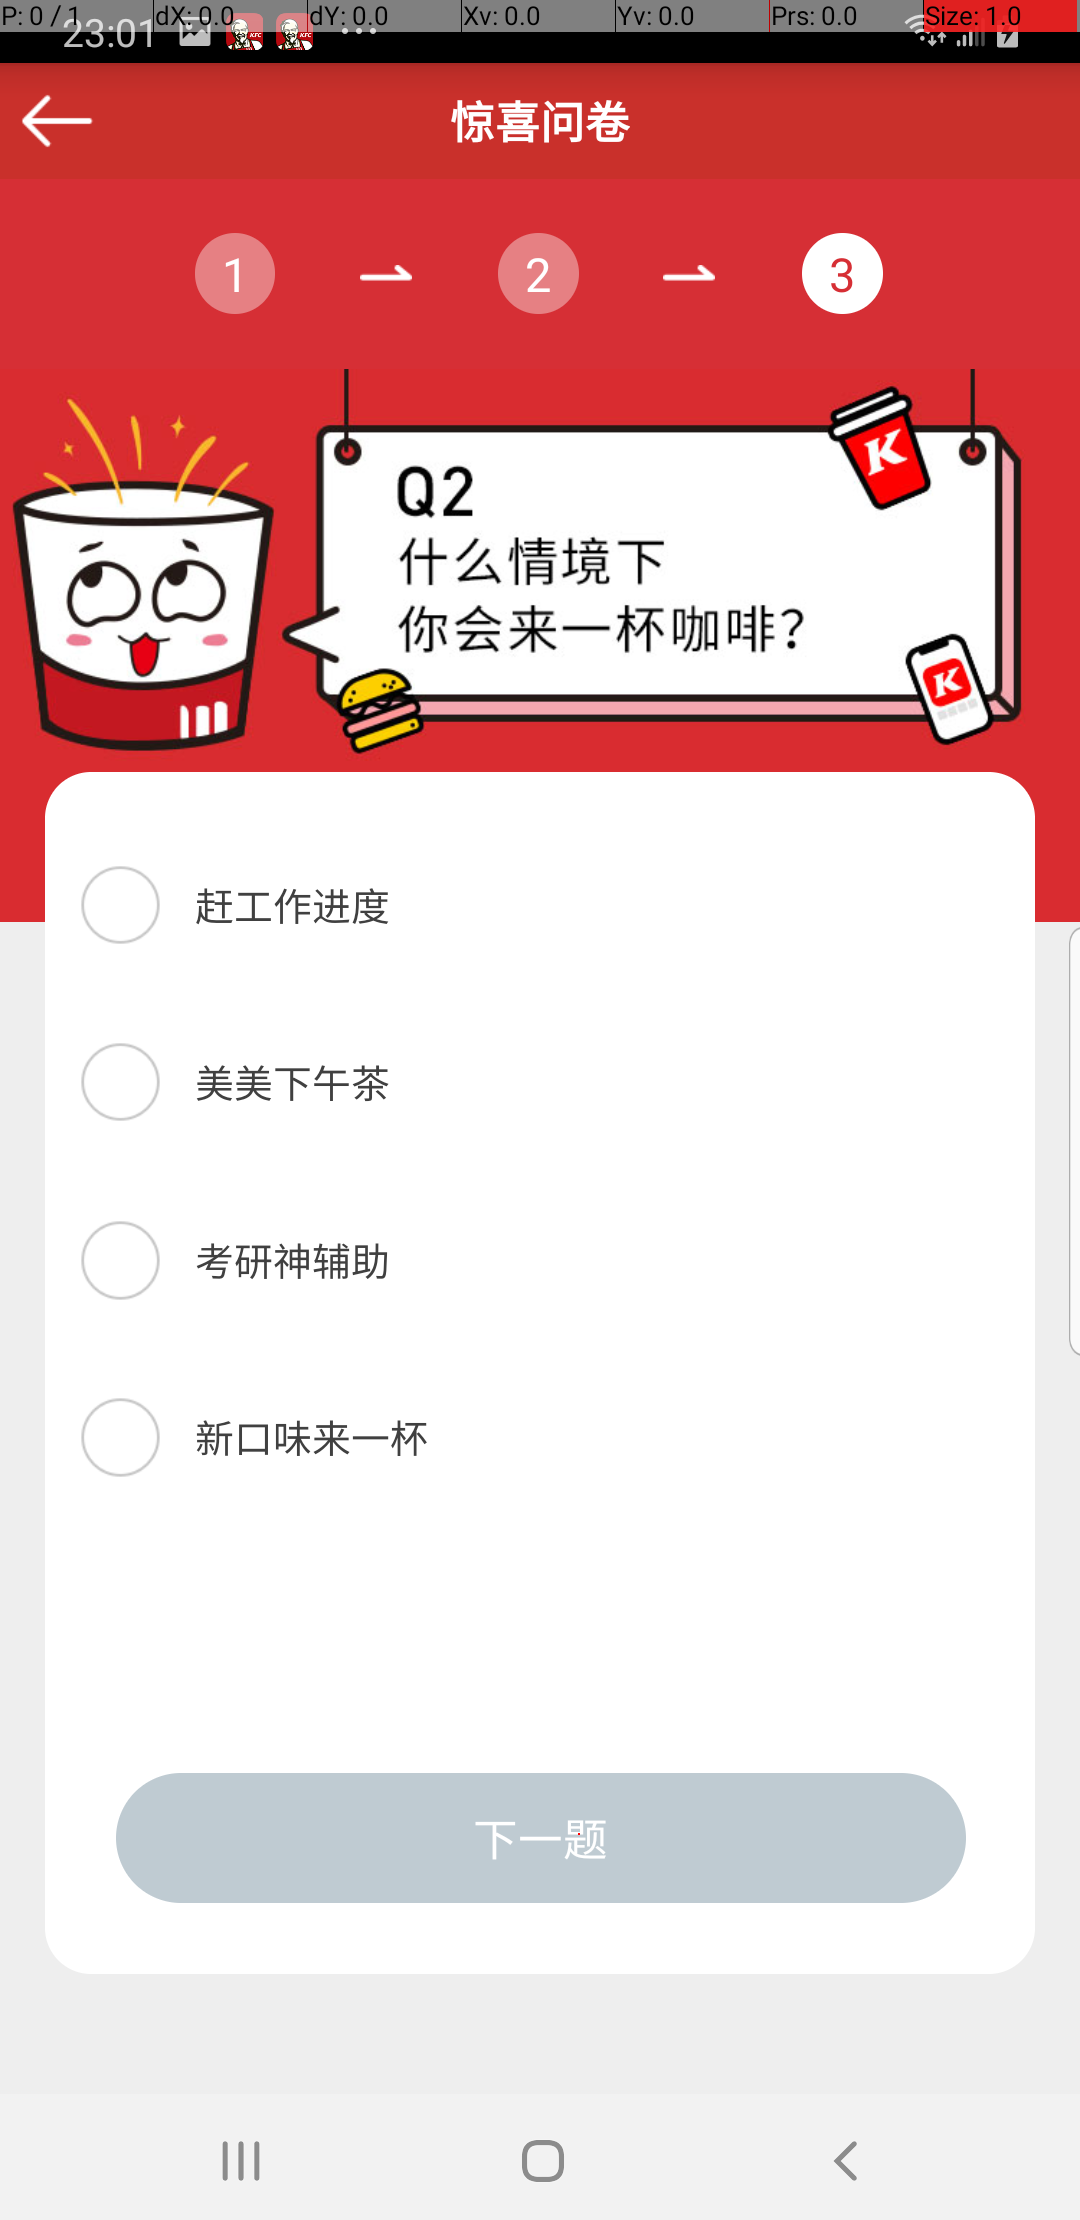 P: 0 / 1 dX: 0.0 dY: 0.0 Xv: 0.0 Yv: 0.0 Prs: 0.0 Size: 1.0
23:01
惊喜问卷
1 2 3
Q2
什么情境下
你会来一杯咖啡?
K
K
赶工作进度
美美下午茶
考研神辅助
新口味来一杯
下一题